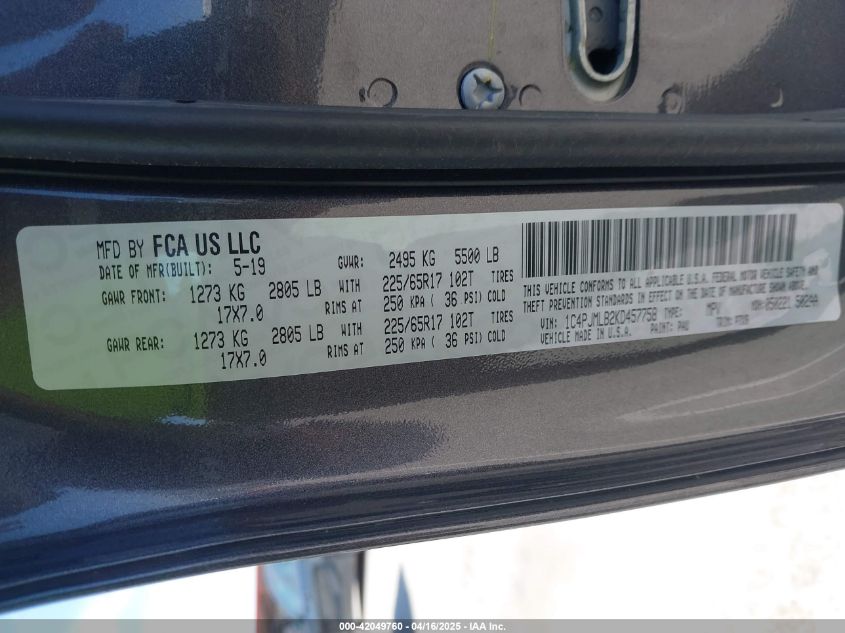 MFD BY FCA US LLC
DATE OF MFR(BUILT): 5-19 GVWR: 2495 KG 5500 LB
GAWR FRONT: 1273 KG 2805 LB WITH 225/65R17 102T TIRES
17X7.0 RIMS AT 250 KPA ( 36 PSI) COLD
GAWR REAR: 1273 KG 2805 LB WITH 225/65R17 102T TIRES
17X7.0 RIMS AT 250 KPA ( 36 PSI) COLD
THIS VEHICLE CONFORMS TO ALL APPLICABLE U.S.A. FEDERAL MOTOR VEHICLE SAFETY AND
THEFT PREVENTION STANDARDS IN EFFECT ON THE DATE OF MANUFACTURE SHOWN ABOVE.
VIN: 1C4PJMLB2KD457758 TYPE: MPV MDH: 050221 502AA
VEHICLE MADE IN U.S.A. PAINT: PAU TRIM:
000-42049760 - 04/16/2025 - IAA Inc.